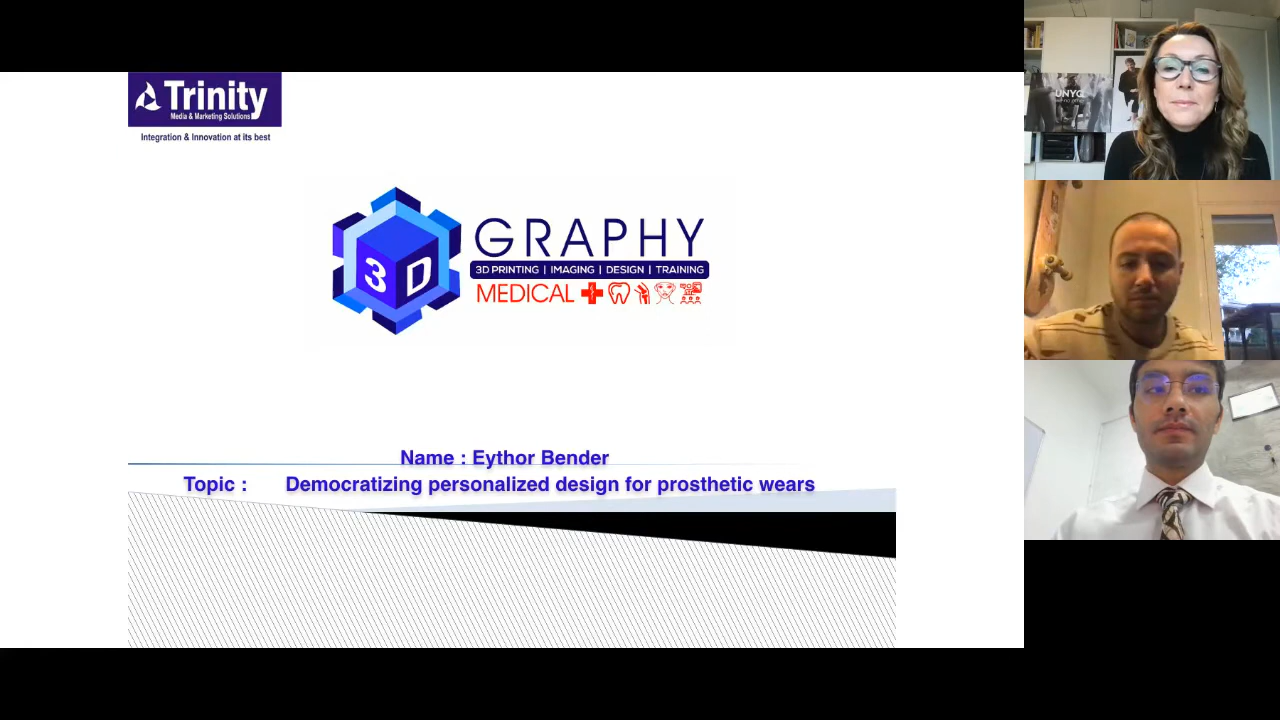 Trinity
Media & Marketing Solutions
Integration & Innovation at its best
3D
GRAPHY
3D PRINTING | IMAGING | DESIGN | TRAINING
MEDICAL
Name : Eythor Bender
Topic : Democratizing personalized design for prosthetic wears
UNYQ